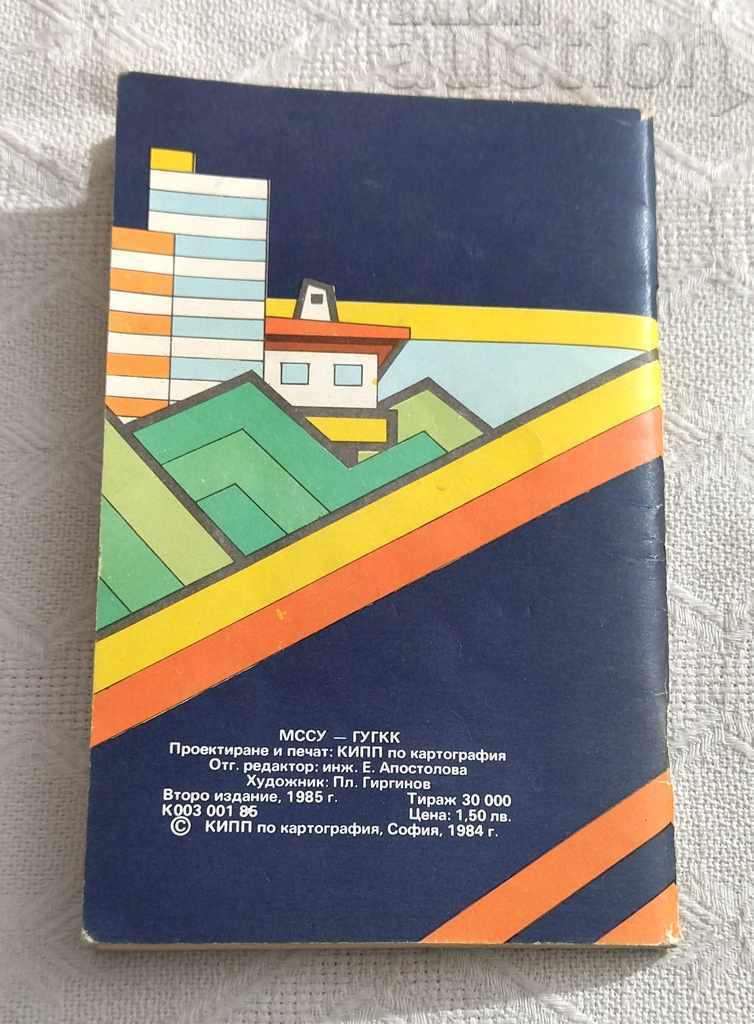 auction
МССУ — ГУГКК
Проектиране и печат: КИПП по картография
Отг. редактор: инж. Е. Апостолова
Художник: Пл. Гиргинов
Второ издание, 1985 г. Тираж 30 000
К003 001 85 Цена: 1,50 лв.
© КИПП по картография, София, 1984 г.